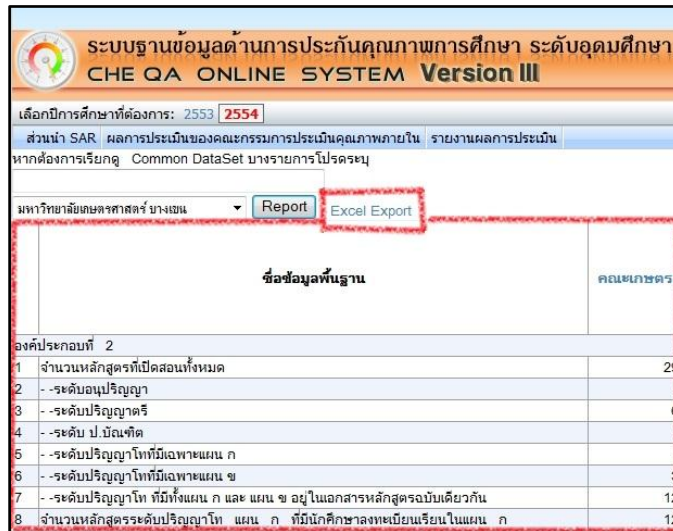 ระบบฐานข้อมูลด้านการประกันคุณภาพการศึกษา ระดับอุดมศึกษา
CHE QA ONLINE SYSTEM Version III
เลือกปีการศึกษาที่ต้องการ: 2553 2554
ส่วนนำ SAR ผลการประเมินของคณะกรรมการประเมินคุณภาพภายใน รายงานผลการประเมิน
หากต้องการเรียกดู Common DataSet บางรายการโปรดระบุ
มหาวิทยาลัยเกษตรศาสตร์ บางเขน Report Excel Export
ชื่อข้อมูลพื้นฐาน คณะเกษตร
องค์ประกอบที่ 2
1 จำนวนหลักสูตรที่เปิดสอนทั้งหมด 29
2 - -ระดับอนุปริญญา
3 - -ระดับปริญญาตรี
4 - -ระดับ ป.บัณฑิต
5 - -ระดับปริญญาโทที่มีเฉพาะแผน ก
6 - -ระดับปริญญาโทที่มีเฉพาะแผน ข
7 - -ระดับปริญญาโท ที่มีทั้งแผน ก และ แผน ข อยู่ในเอกสารหลักสูตรฉบับเดียวกัน 12
8 จำนวนหลักสูตรระดับปริญญาโท แผน ก ที่มีนักศึกษาลงทะเบียนเรียนในแผน ก 12